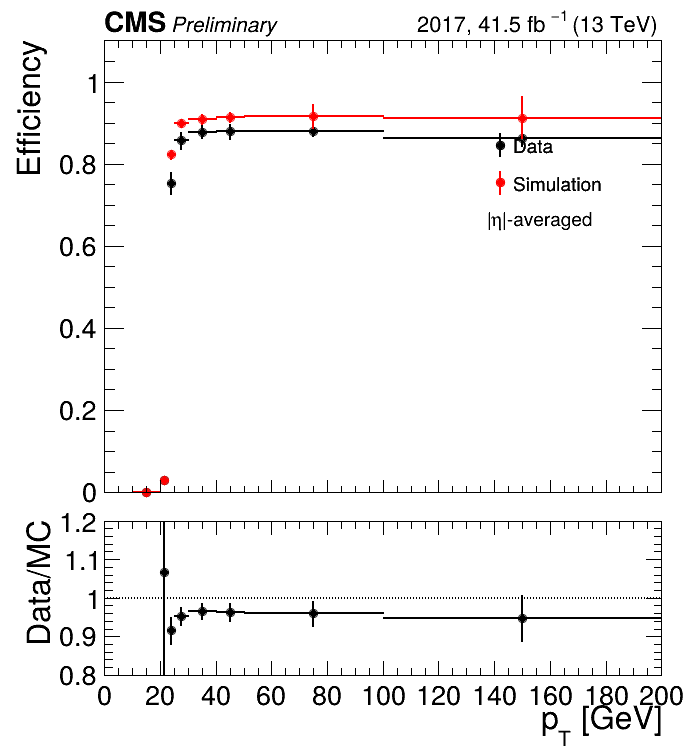 CMS Preliminary 2017, 41.5 fb⁻¹ (13 TeV)
Efficiency
1
0.8
0.6
0.4
0.2
0
Data
Simulation
|η|-averaged
Data/MC
1.2
1.1
1
0.9
0.8
0 20 40 60 80 100 120 140 160 180 200
p_T [GeV]